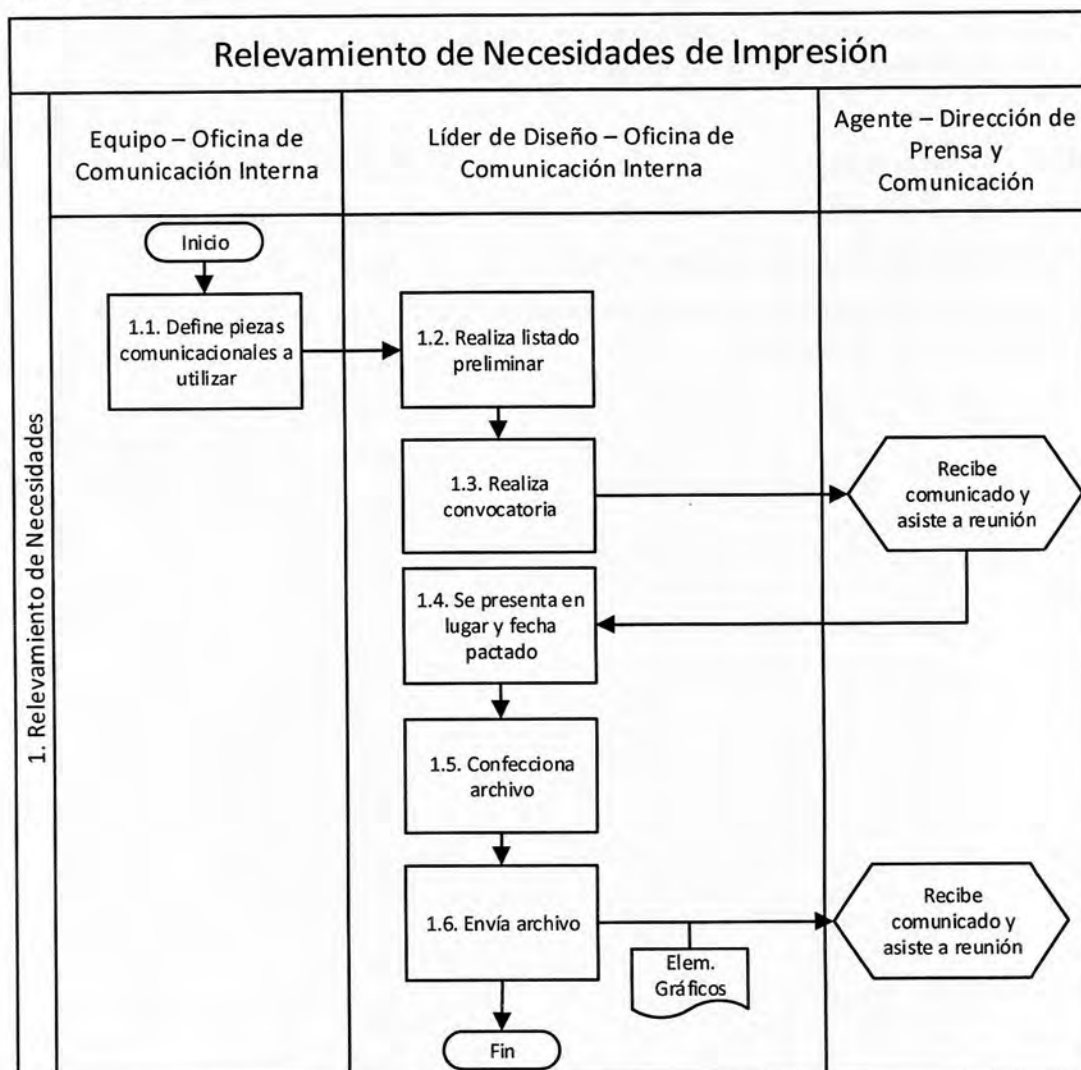 Relevamiento de Necesidades de Impresión
Equipo – Oficina de
Comunicación Interna
Líder de Diseño – Oficina de
Comunicación Interna
Agente – Dirección de
Prensa y
Comunicación
1. Relevamiento de Necesidades
Inicio
1.1. Define piezas
comunicacionales a
utilizar
1.2. Realiza listado
preliminar
1.3. Realiza
convocatoria
Recibe
comunicado y
asiste a reunión
1.4. Se presenta en
lugar y fecha
pactado
1.5. Confecciona
archivo
1.6. Envía archivo
Elem.
Gráficos
Recibe
comunicado y
asiste a reunión
Fin